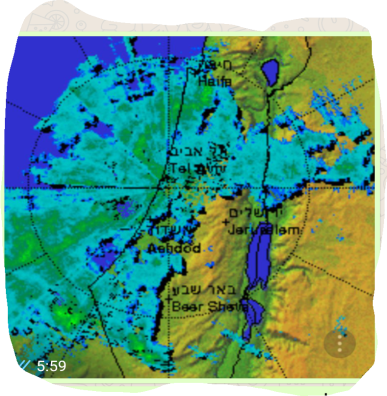 חיפה
Haifa
תל אביב
Tel Aviv
ירושלים
Jerusalem
אשדוד
Ashdod
באר שבע
Beer Sheva
5:59